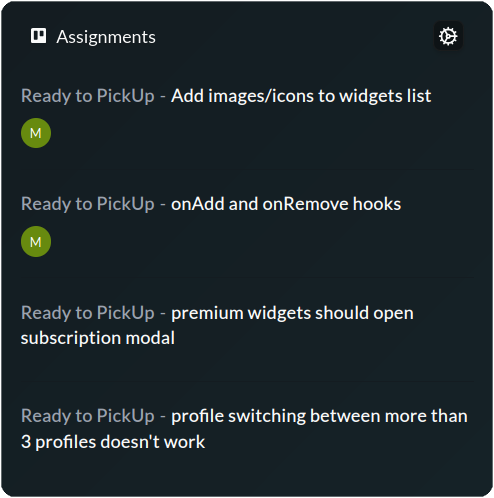 Assignments
Ready to PickUp - Add images/icons to widgets list
M
Ready to PickUp - onAdd and onRemove hooks
M
Ready to PickUp - premium widgets should open
subscription modal
Ready to PickUp - profile switching between more than
3 profiles doesn't work